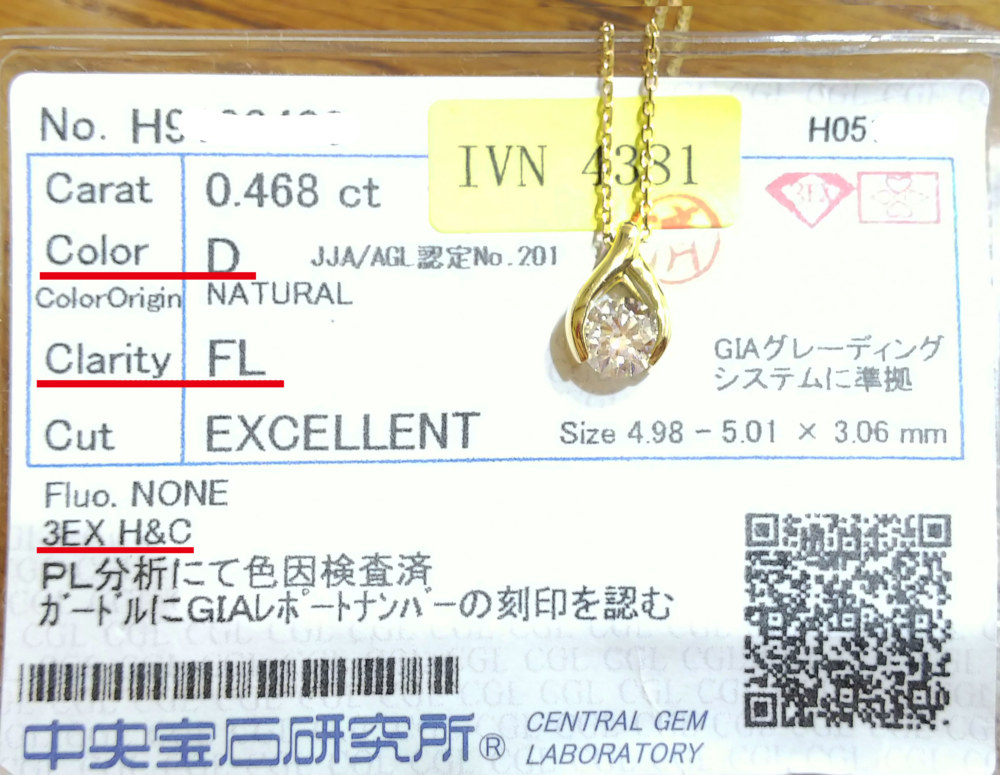 No. H9
H05
IVN 4381
Carat 0.468 ct
3EX
Color D JJA/AGL認定No.201
ColorOrigin NATURAL
Clarity FL
GIAグレーディング
システムに準拠
Cut EXCELLENT
Size 4.98 - 5.01 × 3.06 mm
Fluo. NONE
3EX H&C
PL分析にて色因検査済
ガードルにGIAレポートナンバーの刻印を認む
中央宝石研究所® CENTRAL GEM
LABORATORY